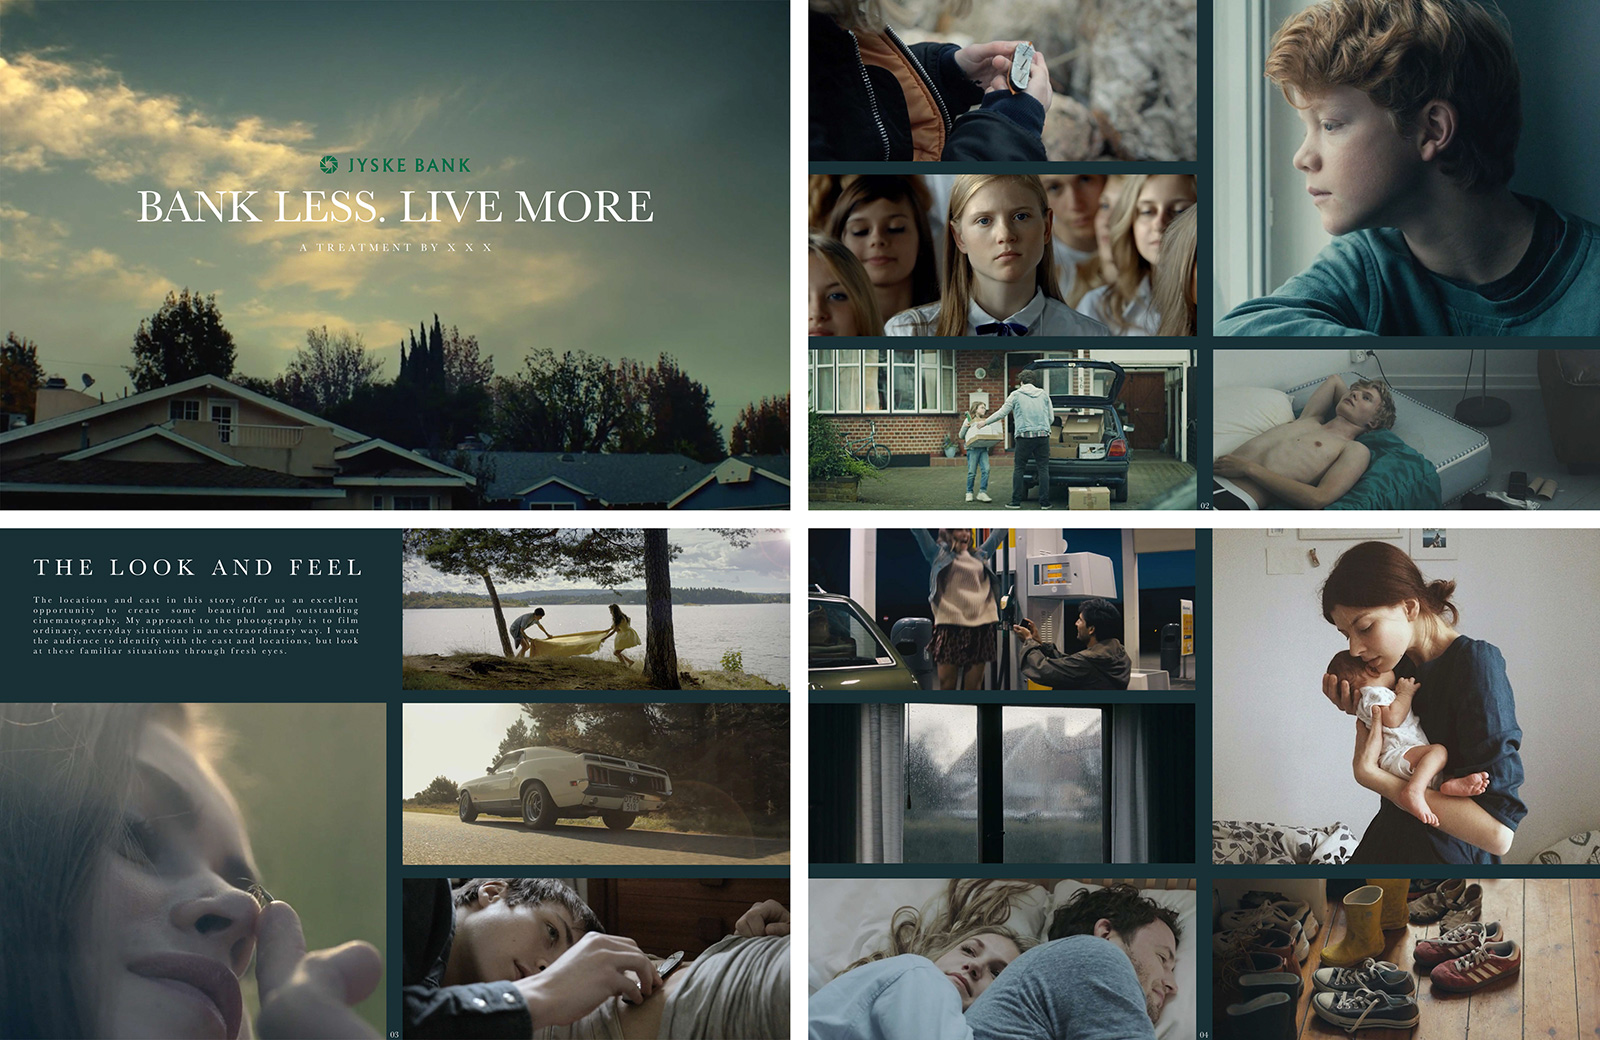 JYSKE BANK
BANK LESS. LIVE MORE
A TREATMENT BY X X X
02
THE LOOK AND FEEL
The locations and cast in this story offer us an excellent
opportunity to create some beautiful and outstanding
cinematography. My approach to the photography is to film
ordinary, everyday situations in an extraordinary way. I want
the audience to identify with the cast and locations, but look
at these familiar situations through fresh eyes.
03
04